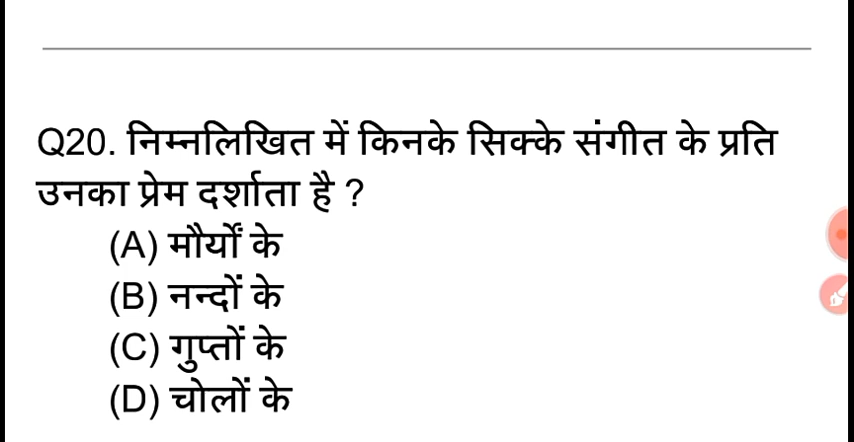 Q20. निम्नलिखित में किनके सिक्के संगीत के प्रति
उनका प्रेम दर्शाता है ?
(A) मौर्यों के
(B) नन्दों के
(C) गुप्तों के
(D) चोलों के